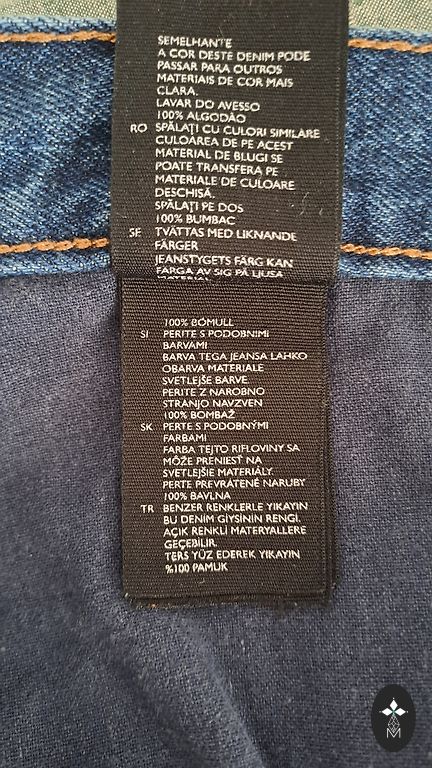 SEMELHANTE
A COR DESTE DENIM PODE
PASSAR PARA OUTROS
MATERIAIS DE COR MAIS
CLARA.
LAVAR DO AVESSO
100% ALGODÃO
RO SPĂLAŢI CU CULORI SIMILARE
CULOAREA DE PE ACEST
MATERIAL DE BLUGI SE
POATE TRANSFERA PE
MATERIALE DE CULOARE
DESCHISĂ.
SPĂLAŢI PE DOS
100% BUMBAC
SE TVÄTTAS MED LIKNANDE
FÄRGER
JEANSTYGETS FÄRG KAN
FÄRGA AV SIG PÅ LJUSA
100% BOMULL
SI PERITE S PODOBNIMI
BARVAMI
BARVA TEGA JEANSA LAHKO
OBARVA MATERIALE
SVETLEJŠE BARVE.
PERITE Z NAROBNO
STRANJO NAVZVEN
100% BOMBAŽ
SK PERTE S PODOBNÝMI
FARBAMI
FARBA TEJTO RIFLOVINY SA
MÔŽE PRENIESŤ NA
SVETLEJŠIE MATERIÁLY.
PERTE PREVRÁTENÉ NARUBY
100% BAVLNA
TR BENZER RENKLERLE YIKAYIN
BU DENİM GİYSİNİN RENGİ,
AÇIK RENKLİ MATERYALLERE
GEÇEBİLİR.
TERS YÜZ EDEREK YIKAYIN
%100 PAMUK
M